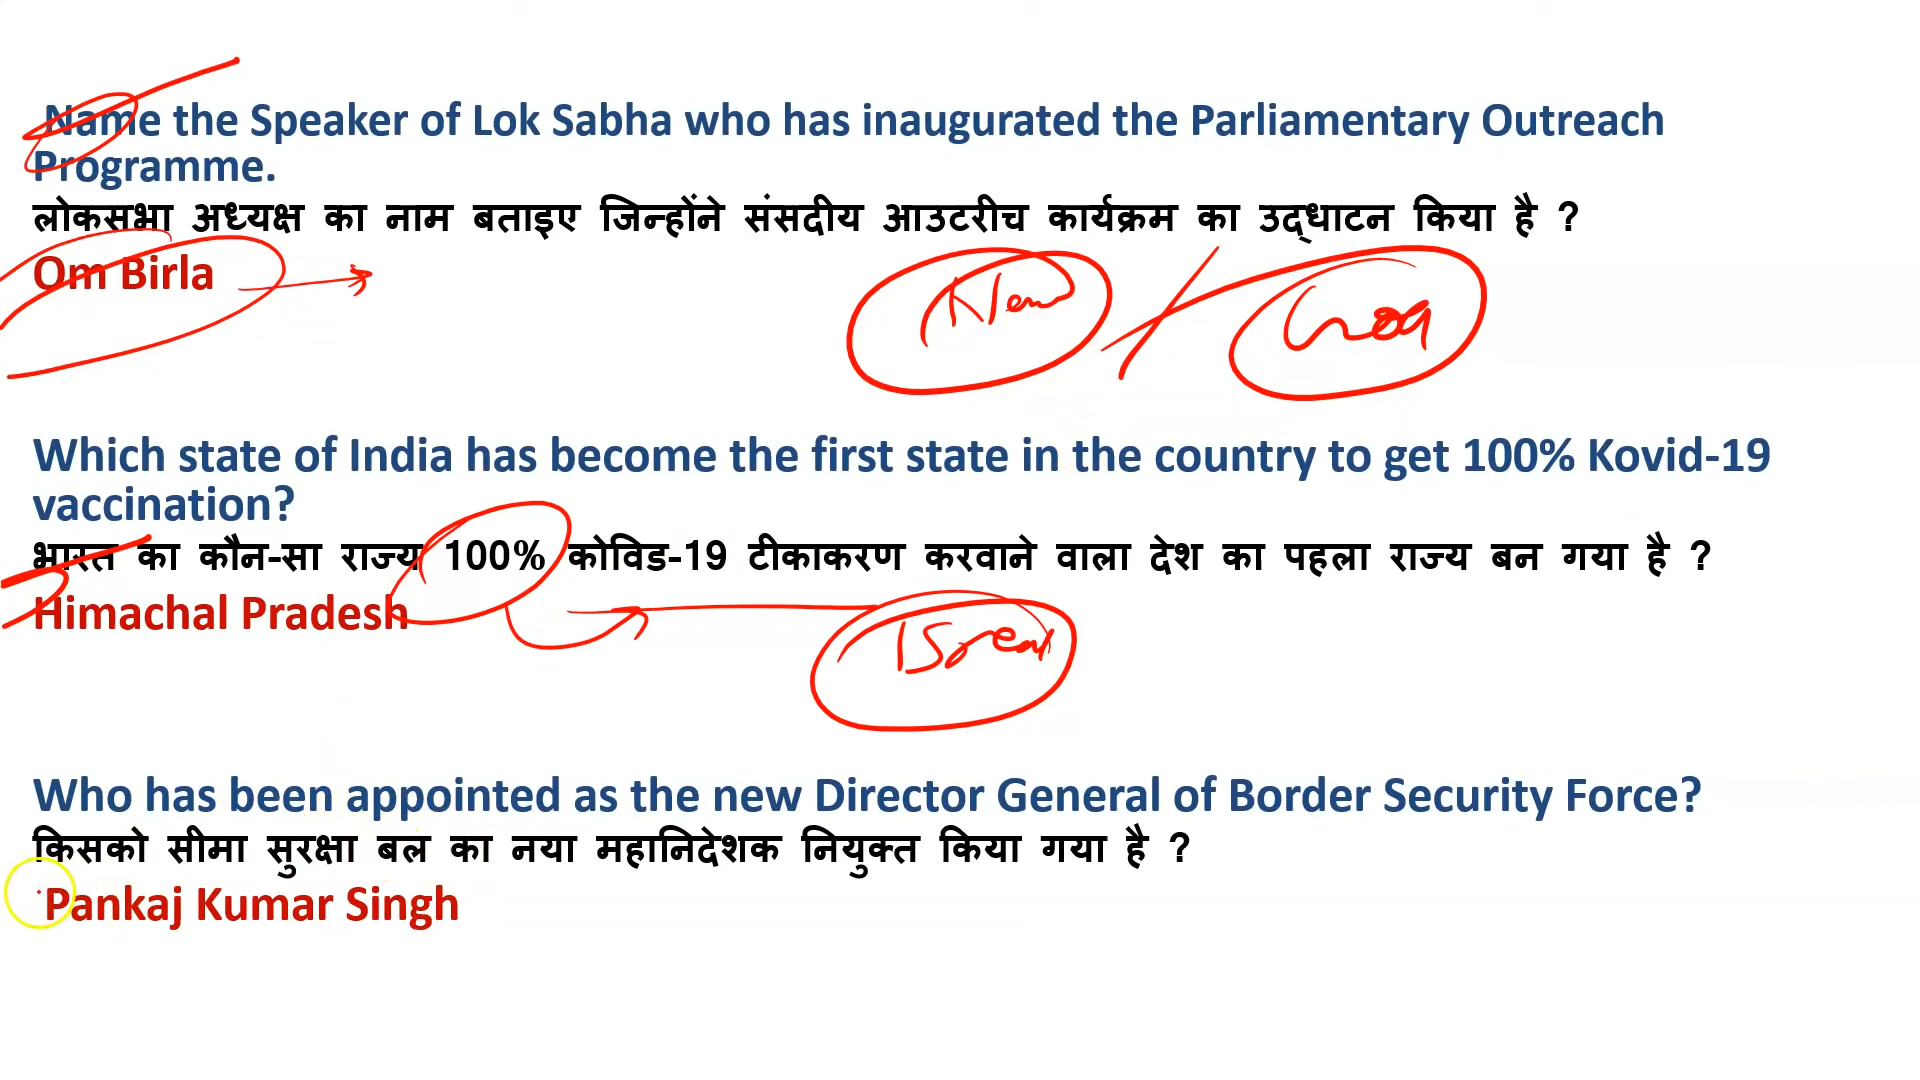 Name the Speaker of Lok Sabha who has inaugurated the Parliamentary Outreach
Programme.
लोकसभा अध्यक्ष का नाम बताइए जिन्होंने संसदीय आउटरीच कार्यक्रम का उद्धाटन किया है ?
Om Birla
Which state of India has become the first state in the country to get 100% Kovid-19
vaccination?
भारत का कौन-सा राज्य 100% कोविड-19 टीकाकरण करवाने वाला देश का पहला राज्य बन गया है ?
Himachal Pradesh
Who has been appointed as the new Director General of Border Security Force?
किसको सीमा सुरक्षा बल का नया महानिदेशक नियुक्त किया गया है ?
Pankaj Kumar Singh